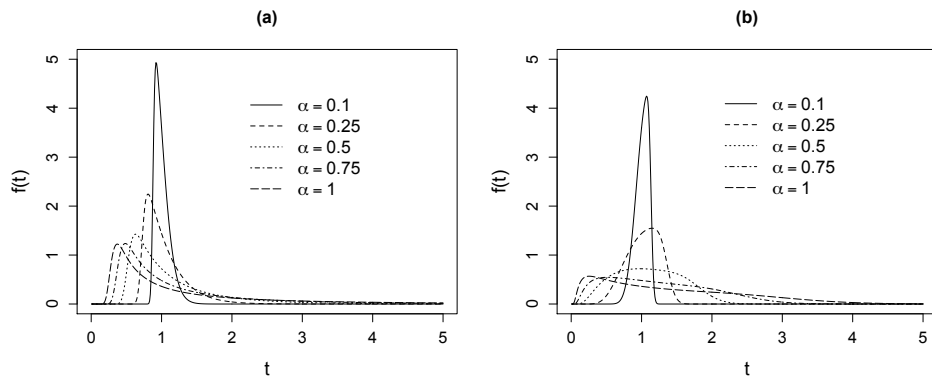 (a)
f(t)
5
4
3
2
1
0
α = 0.1
α = 0.25
α = 0.5
α = 0.75
α = 1
0 1 2 3 4 5
t
(b)
f(t)
5
4
3
2
1
0
α = 0.1
α = 0.25
α = 0.5
α = 0.75
α = 1
0 1 2 3 4 5
t